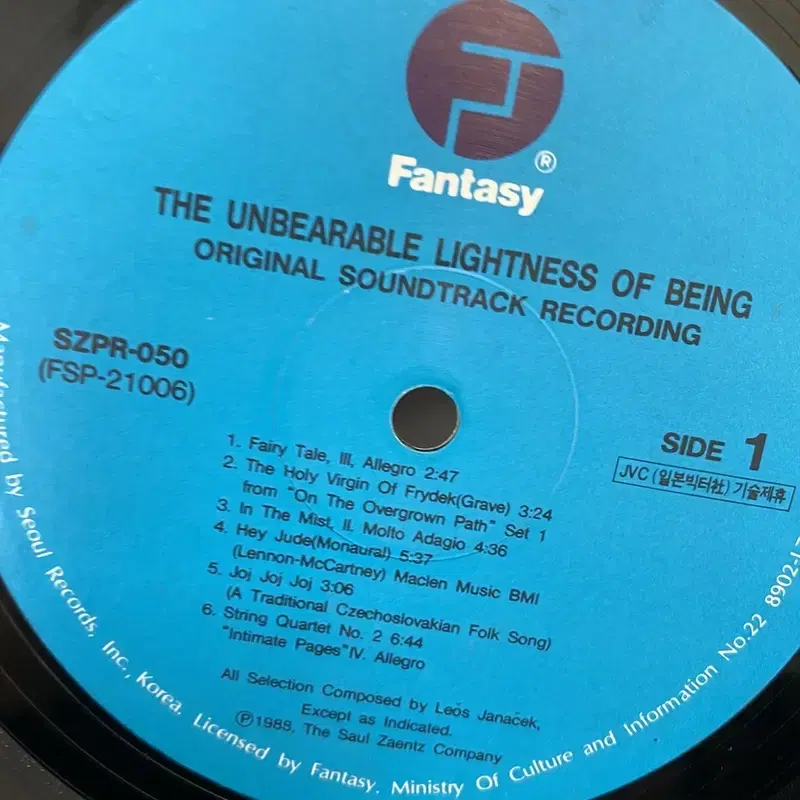 ®
Fantasy
THE UNBEARABLE LIGHTNESS OF BEING
ORIGINAL SOUNDTRACK RECORDING
SZPR-050
(FSP-21006)
SIDE 1
JVC (일본빅터社) 기술제휴
1. Fairy Tale, III, Allegro 2:47
2. The Holy Virgin Of Frydek(Grave) 3:24
from "On The Overgrown Path" Set 1
3. In The Mist, II. Molto Adagio 4:36
4. Hey Jude(Monaural) 5:37
(Lennon-McCartney) Maclen Music BMI
5. Joj Joj Joj 3:06
(A Traditional Czechoslovakian Folk Song)
6. String Quartet No. 2 6:44
"Intimate Pages"IV. Allegro
All Selection Composed by Leoš Janaček,
Except as Indicated.
Ⓟ1988, The Saul Zaentz Company
Manufactured by Seoul Records, Inc., Korea, Licensed by Fantasy, Ministry Of Culture and Information No.22 8902-L